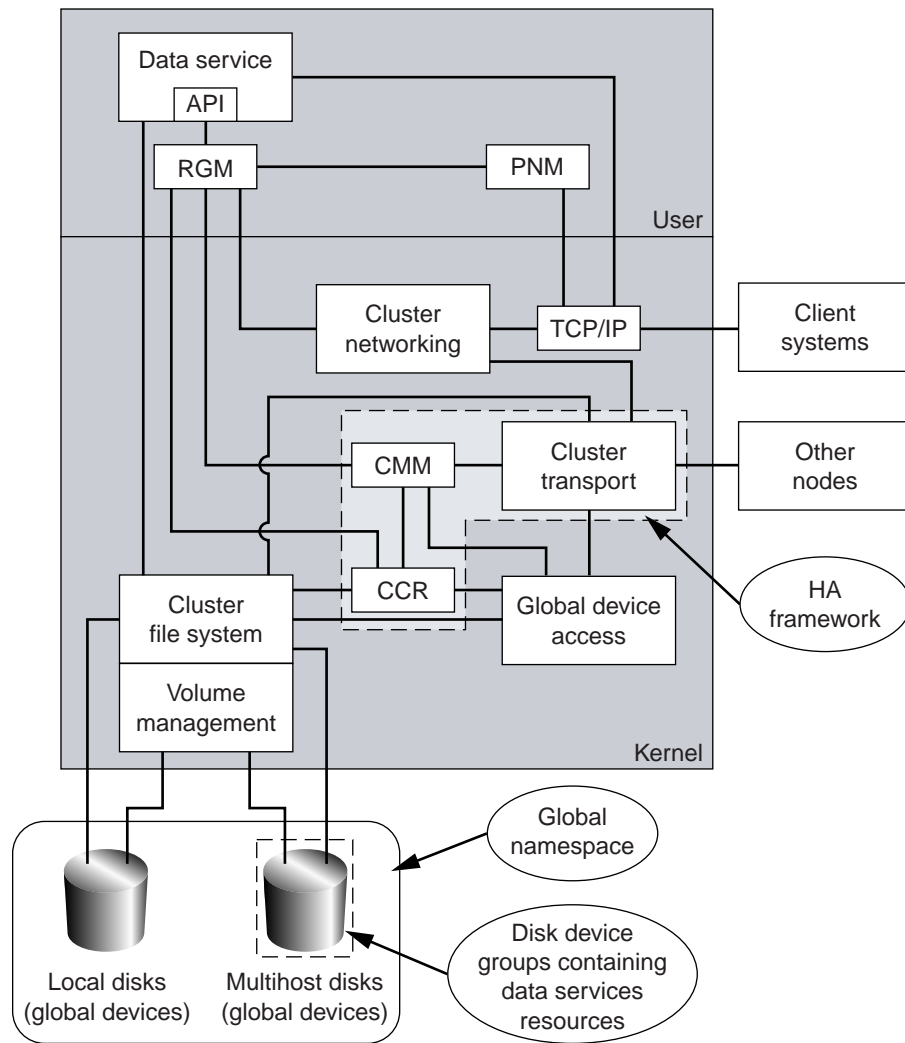 Data service
API
RGM
PNM
User
Cluster
networking
TCP/IP
Client
systems
CMM
Cluster
transport
Other
nodes
CCR
Cluster
file system
Global device
access
HA
framework
Volume
management
Kernel
Global
namespace
Local disks
(global devices)
Multihost disks
(global devices)
Disk device
groups containing
data services
resources